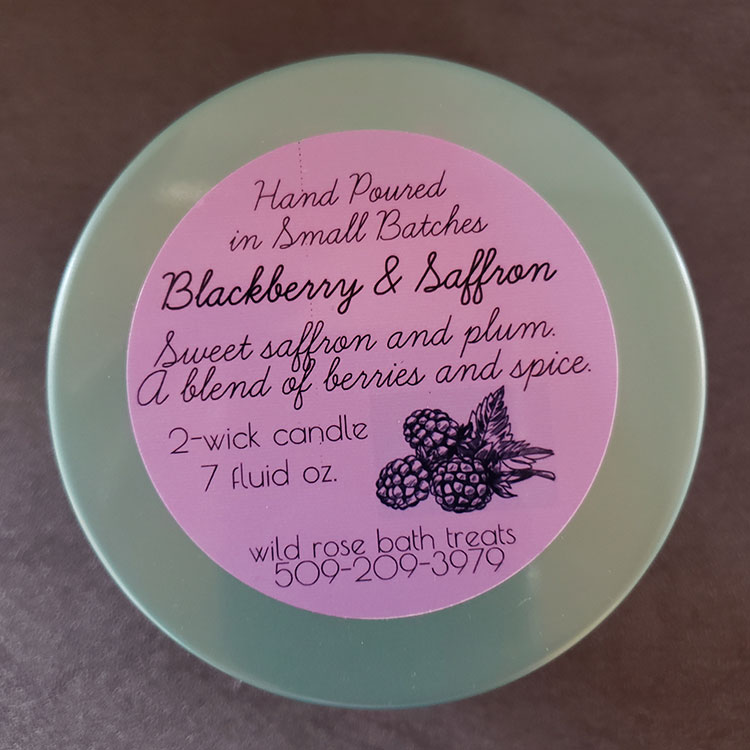 Hand Poured
in Small Batches
Blackberry & Saffron
Sweet saffron and plum.
A blend of berries and spice.
2-wick candle
7 fluid oz.
wild rose bath treats
509-209-3979